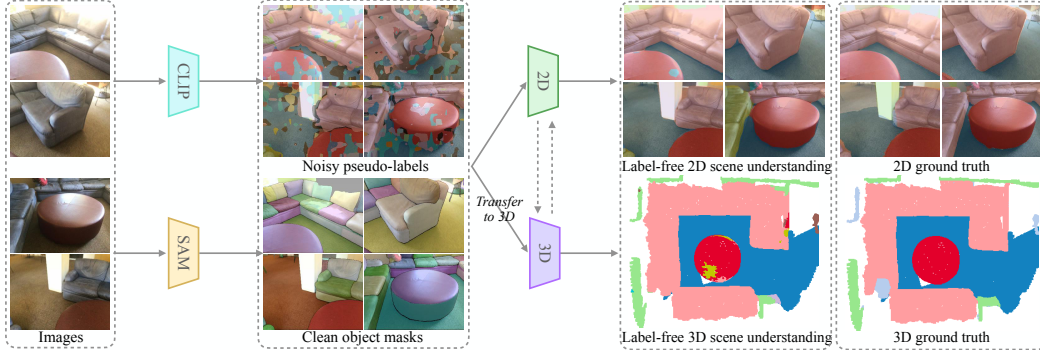 CLIP
2D
Noisy pseudo-labels
Label-free 2D scene understanding
2D ground truth
Transfer
to 3D
SAM
3D
Images
Clean object masks
Label-free 3D scene understanding
3D ground truth